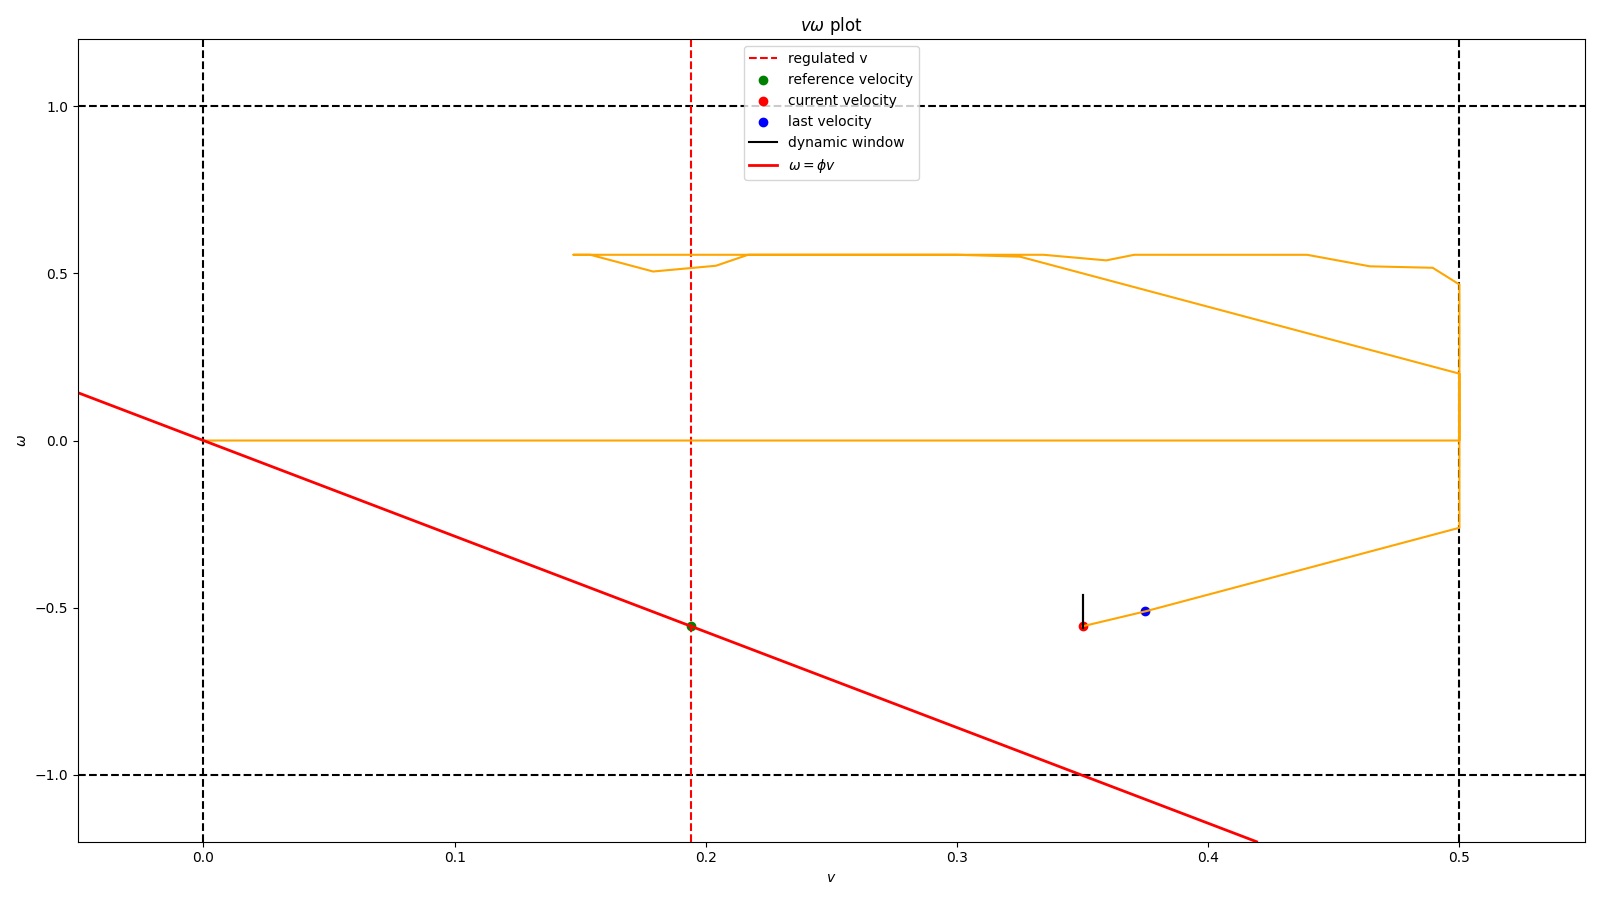 vω plot
regulated v
reference velocity
current velocity
last velocity
dynamic window
ω = ϕv
1.0
0.5
0.0
−0.5
−1.0
ω
0.0 0.1 0.2 0.3 0.4 0.5
v